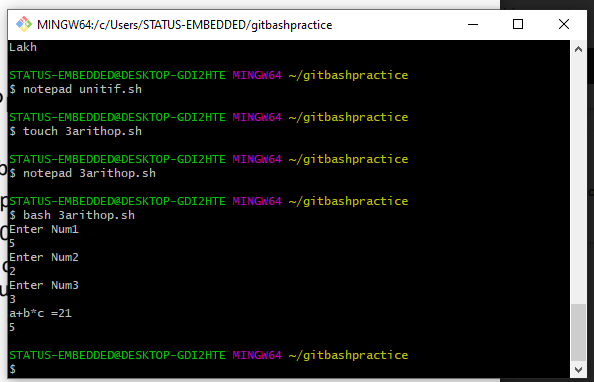 MINGW64:/c/Users/STATUS-EMBEDDED/gitbashpractice
Lakh
STATUS-EMBEDDED@DESKTOP-GDI2HTE MINGW64 ~/gitbashpractice
$ notepad unitif.sh
STATUS-EMBEDDED@DESKTOP-GDI2HTE MINGW64 ~/gitbashpractice
$ touch 3arithop.sh
STATUS-EMBEDDED@DESKTOP-GDI2HTE MINGW64 ~/gitbashpractice
$ notepad 3arithop.sh
STATUS-EMBEDDED@DESKTOP-GDI2HTE MINGW64 ~/gitbashpractice
$ bash 3arithop.sh
Enter Num1
5
Enter Num2
2
Enter Num3
3
a+b*c =21
5
STATUS-EMBEDDED@DESKTOP-GDI2HTE MINGW64 ~/gitbashpractice
$